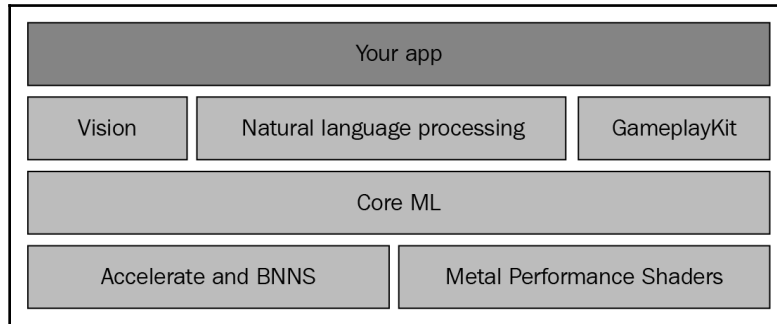 Your app
Vision
Natural language processing
GameplayKit
Core ML
Accelerate and BNNS
Metal Performance Shaders